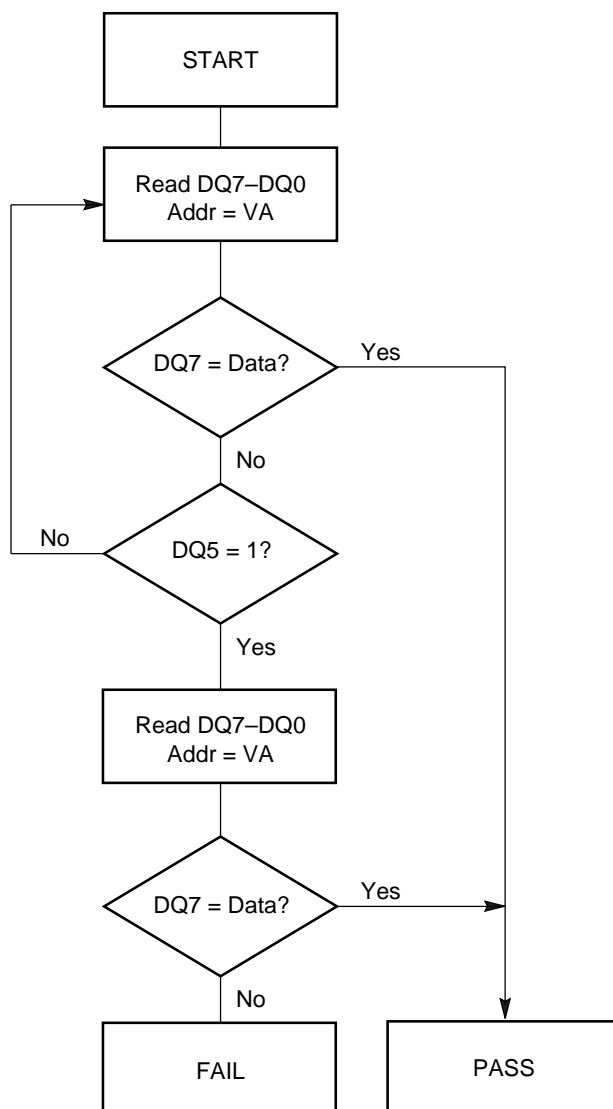 START
Read DQ7–DQ0
Addr = VA
DQ7 = Data?
Yes
No
No
DQ5 = 1?
Yes
Read DQ7–DQ0
Addr = VA
DQ7 = Data?
Yes
No
FAIL
PASS